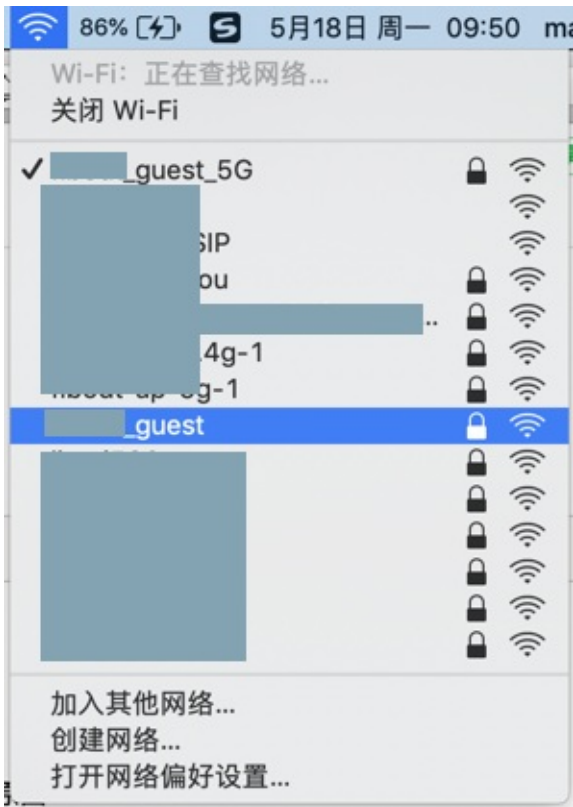 86% 5月18日 周一 09:50 ma
Wi-Fi：正在查找网络...
关闭 Wi-Fi
_guest_5G
SIP
ou
..
.4g-1
g-1
_guest
加入其他网络...
创建网络...
打开网络偏好设置...